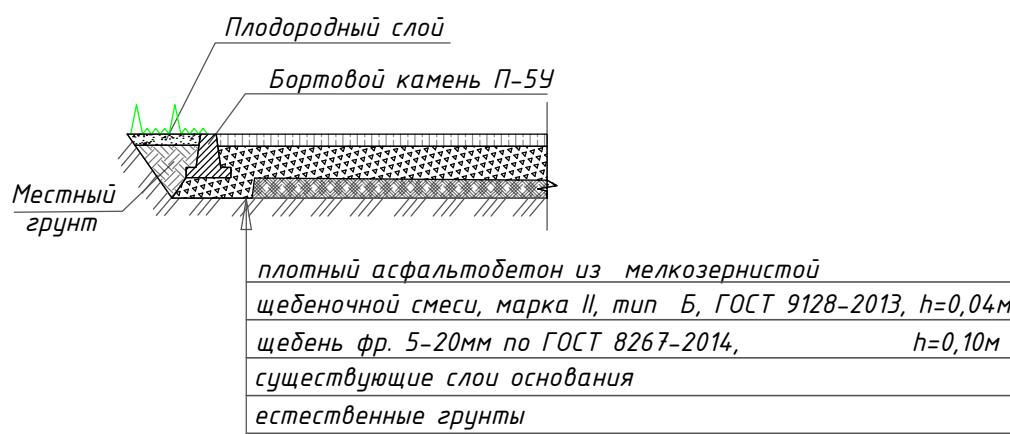 Плодородный слой
Бортовой камень П-5У
Местный
грунт
плотный асфальтобетон из мелкозернистой
щебеночной смеси, марка II, тип Б, ГОСТ 9128-2013, h=0,04м
щебень фр. 5-20мм по ГОСТ 8267-2014, h=0,10м
существующие слои основания
естественные грунты